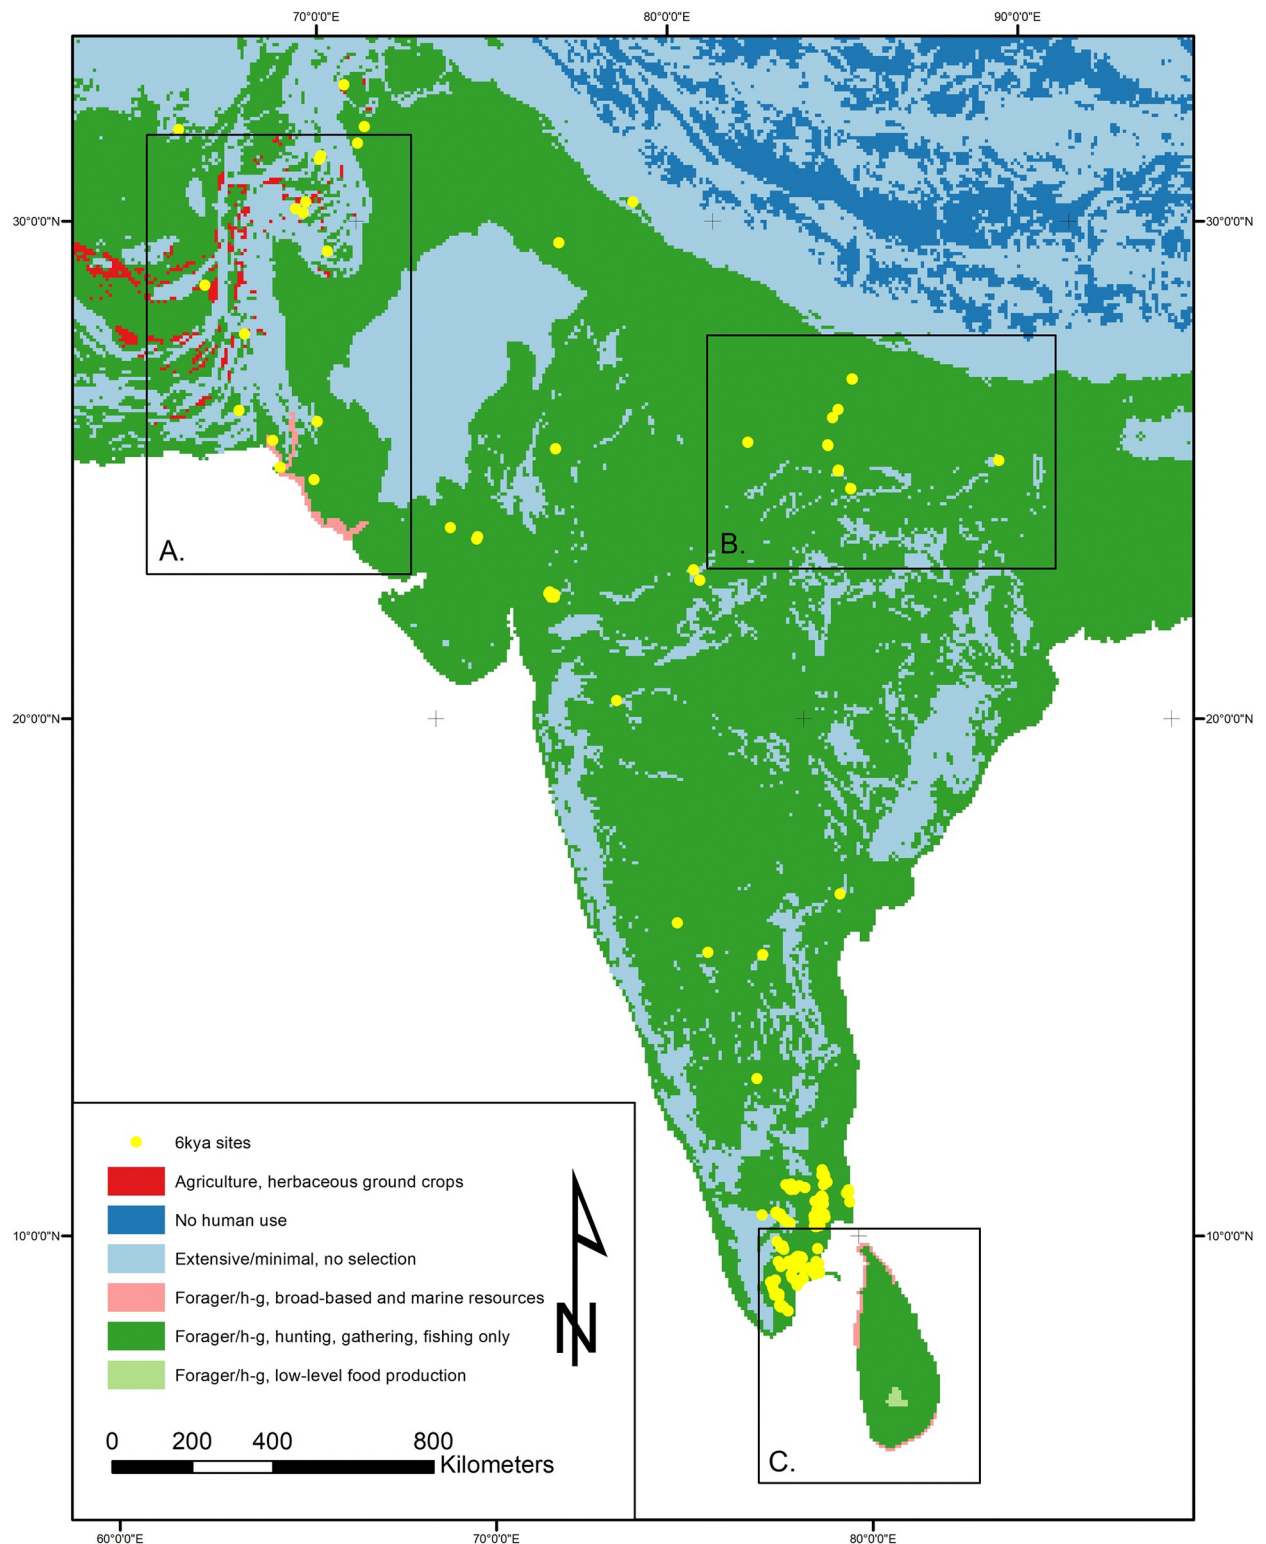 70°0'0"E 80°0'0"E 90°0'0"E
30°0'0"N 30°0'0"N
A.
B.
20°0'0"N 20°0'0"N
6kya sites
Agriculture, herbaceous ground crops
No human use
10°0'0"N 10°0'0"N
Extensive/minimal, no selection
Forager/h-g, broad-based and marine resources
Forager/h-g, hunting, gathering, fishing only
N
Forager/h-g, low-level food production
0 200 400 800
Kilometers
C.
60°0'0"E 70°0'0"E 80°0'0"E